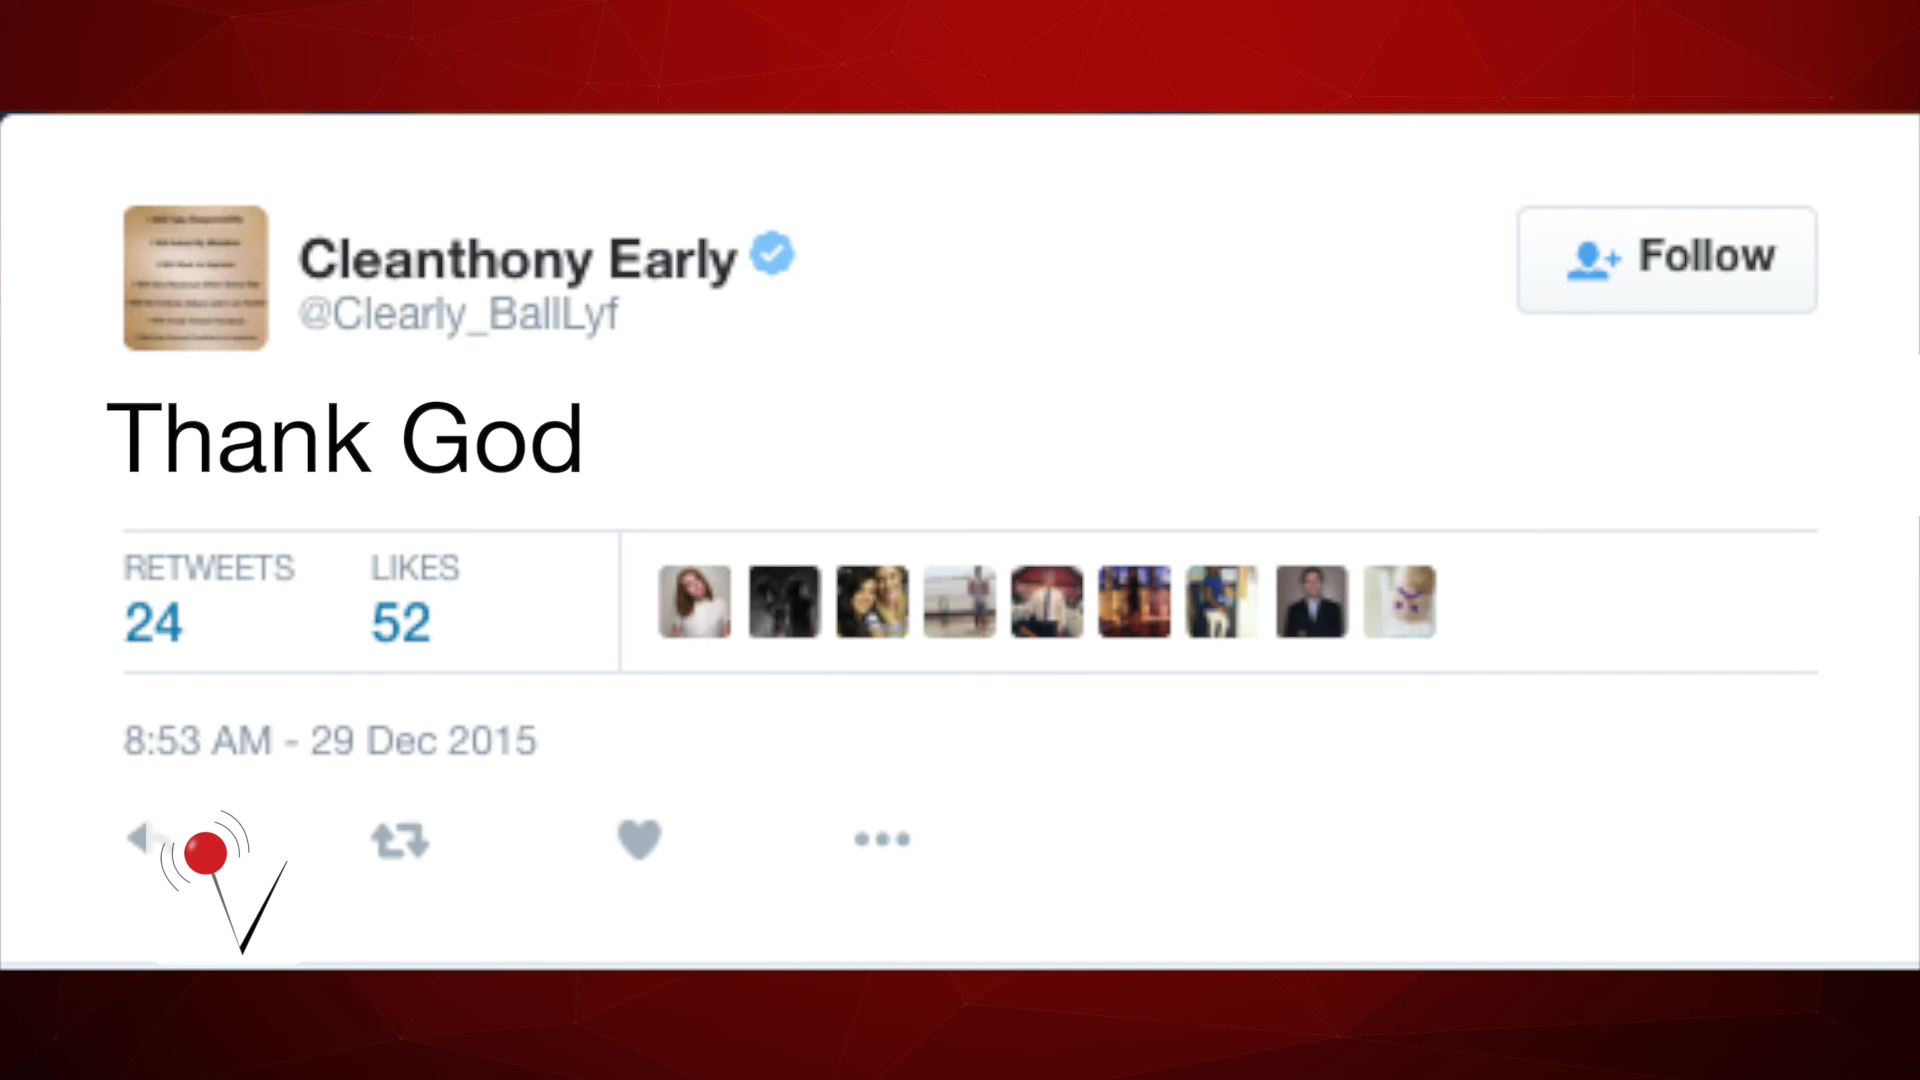 Cleanthony Early
@Clearly_BallLyf
Follow
Thank God
RETWEETS
24
LIKES
52
8:53 AM - 29 Dec 2015